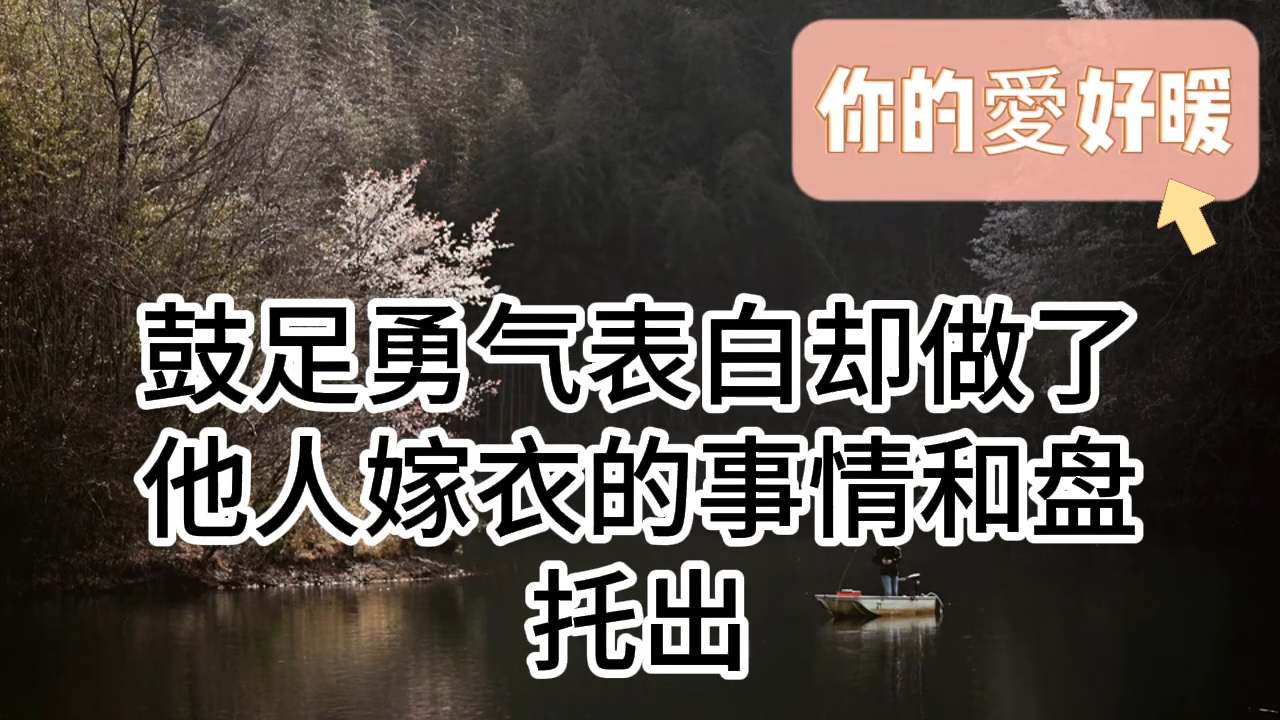 你的愛好暖
鼓足勇气表白却做了
他人嫁衣的事情和盘
托出